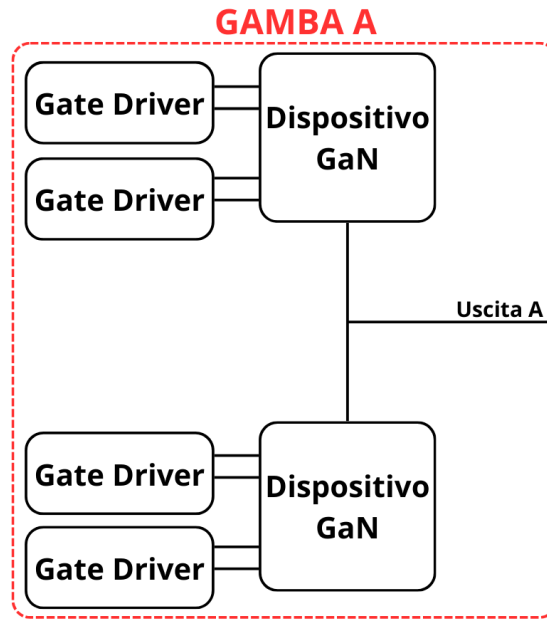 GAMBA A
Gate Driver
Dispositivo
GaN
Gate Driver
Uscita A
Gate Driver
Dispositivo
GaN
Gate Driver